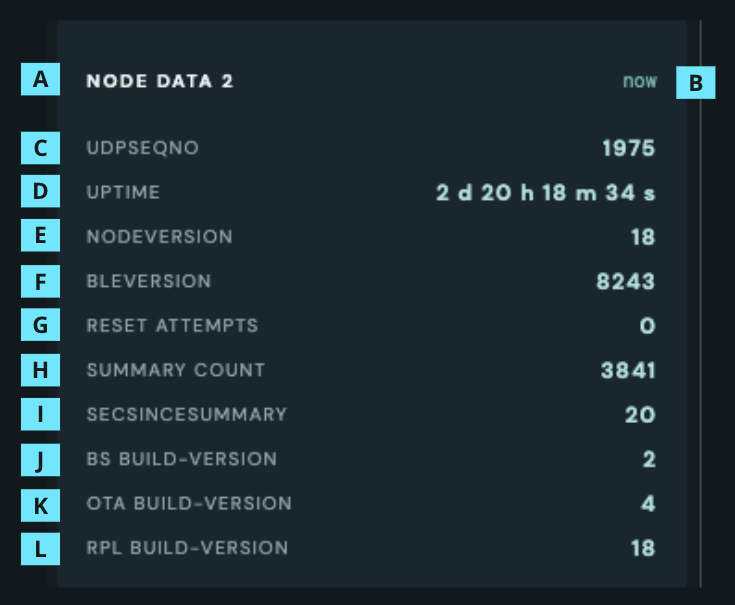 A NODE DATA 2 now B
C UDPSEQNO 1975
D UPTIME 2 d 20 h 18 m 34 s
E NODEVERSION 18
F BLEVERSION 8243
G RESET ATTEMPTS 0
H SUMMARY COUNT 3841
I SECSINCESUMMARY 20
J BS BUILD-VERSION 2
K OTA BUILD-VERSION 4
L RPL BUILD-VERSION 18